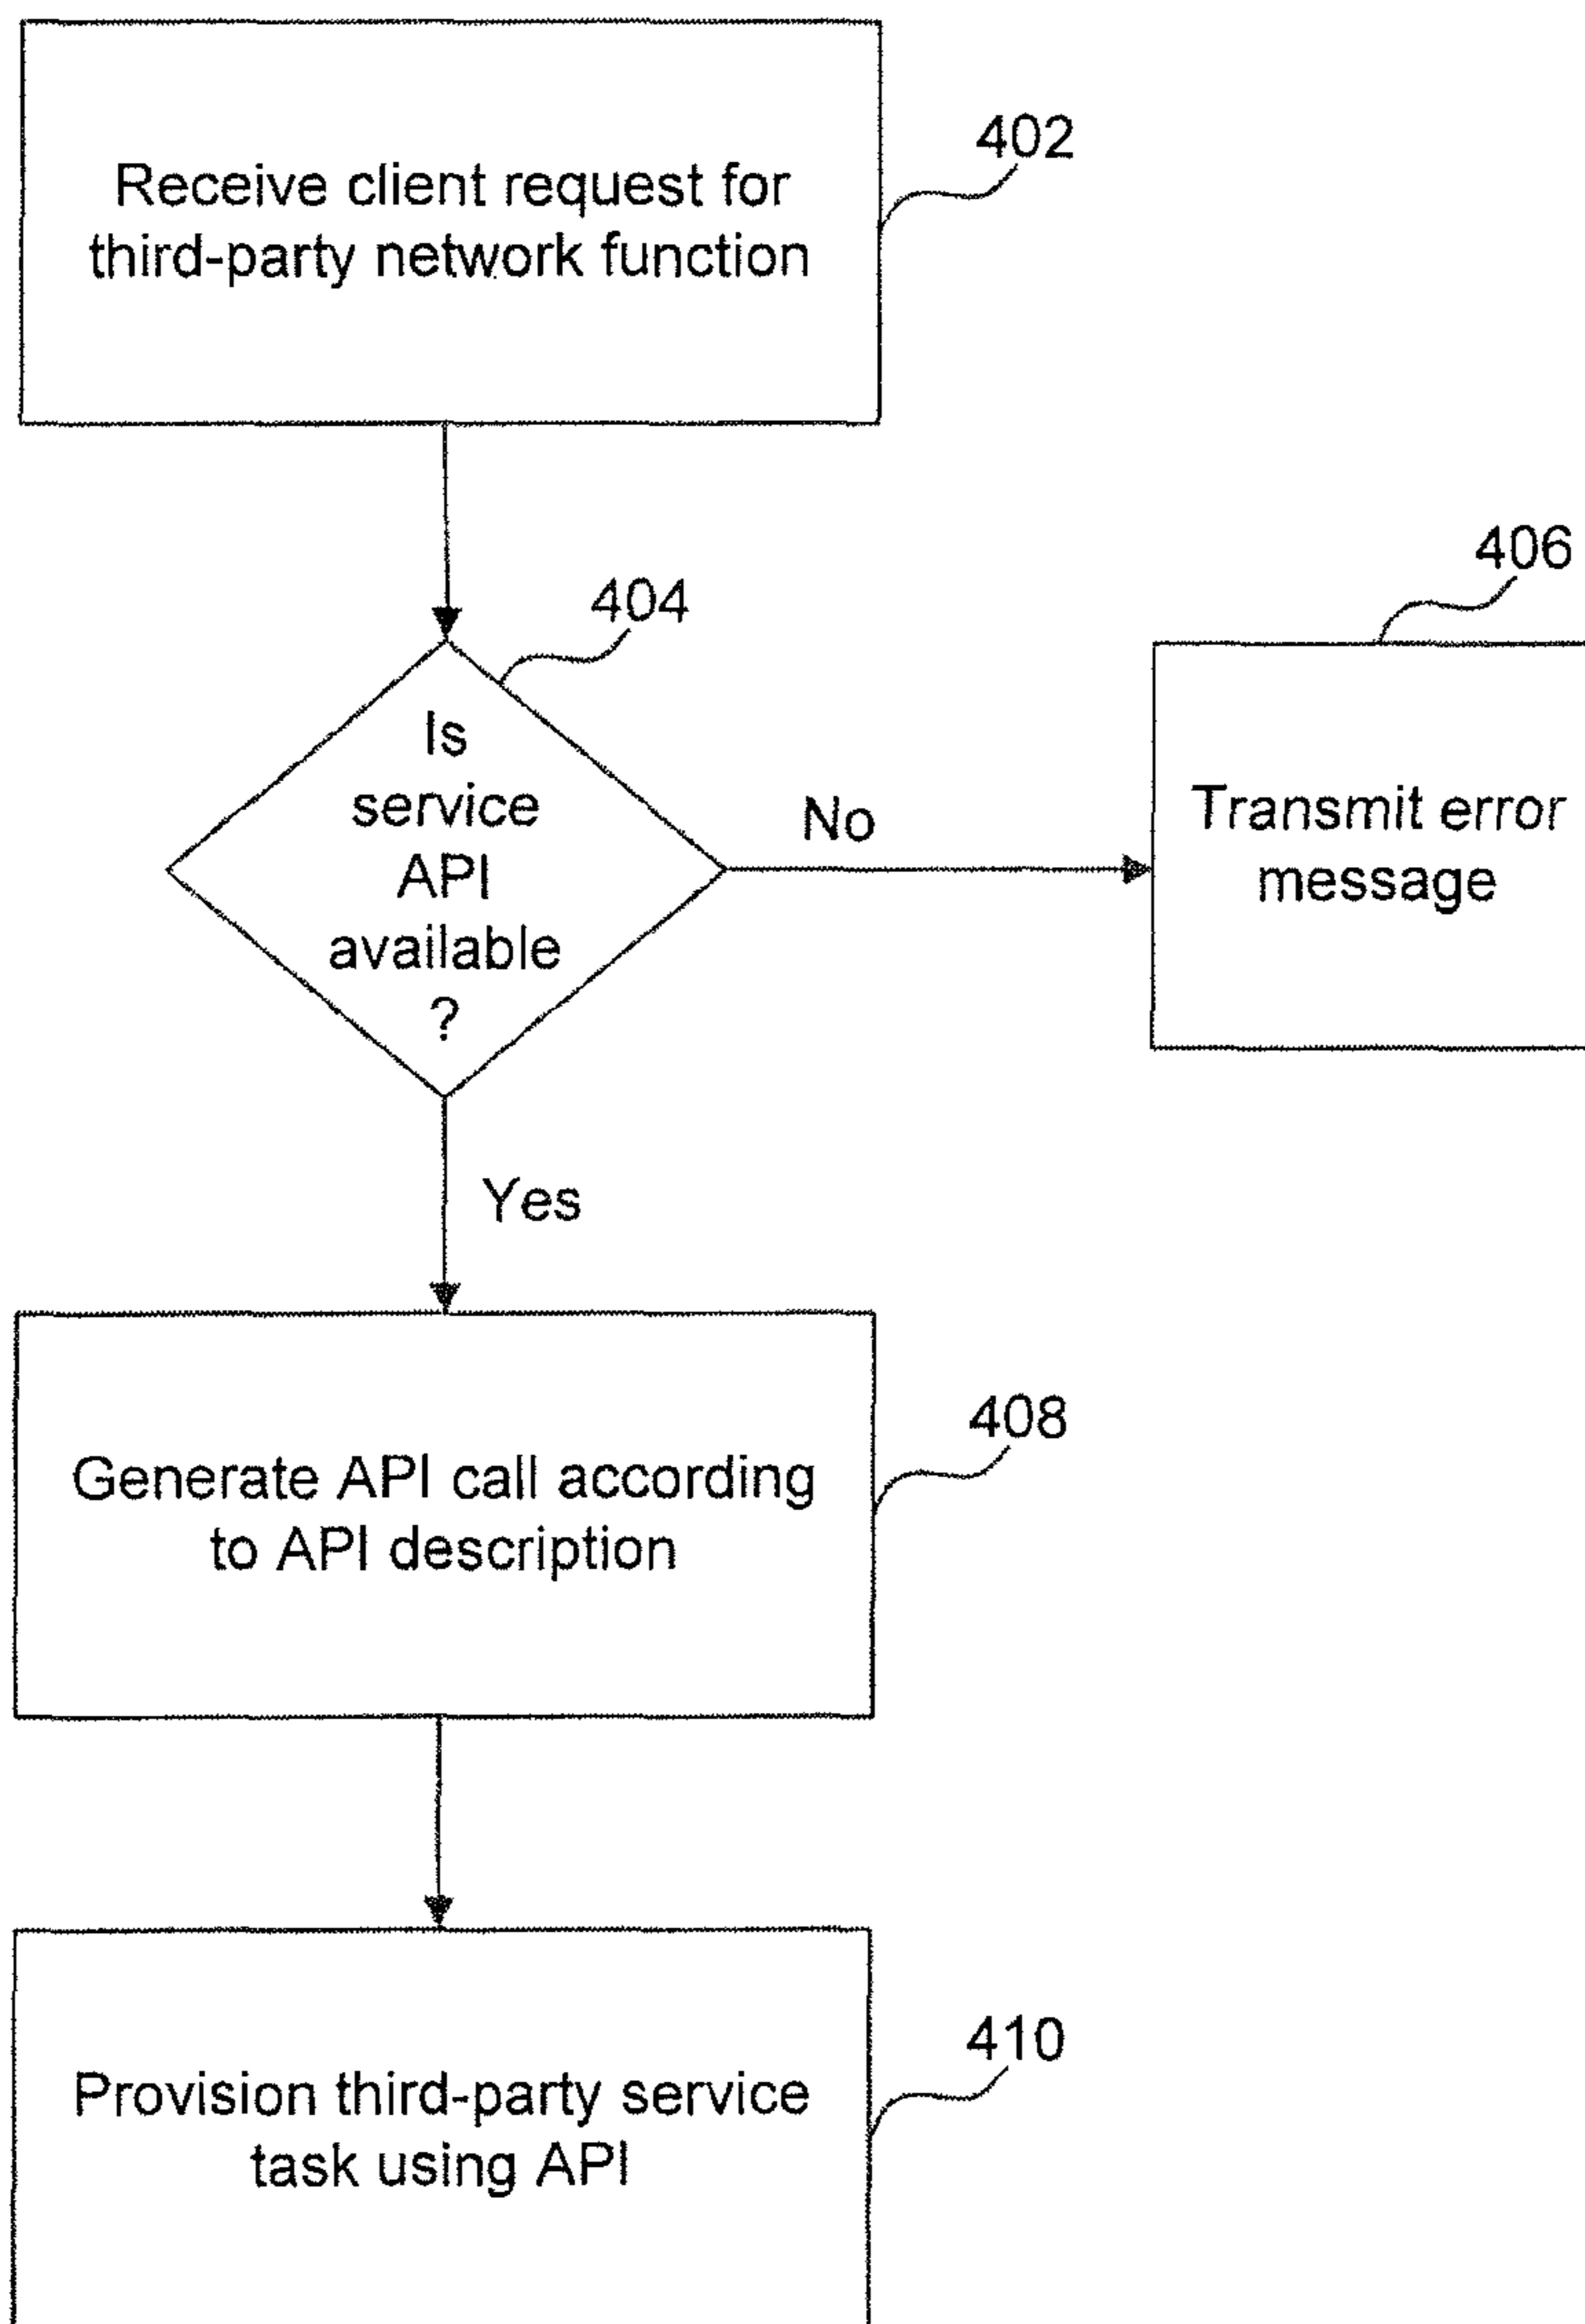 Receive client request for
third-party network function
402
404
Is
service
API
available
?
No
406
Transmit error
message
Yes
Generate API call according
to API description
408
Provision third-party service
task using API
410